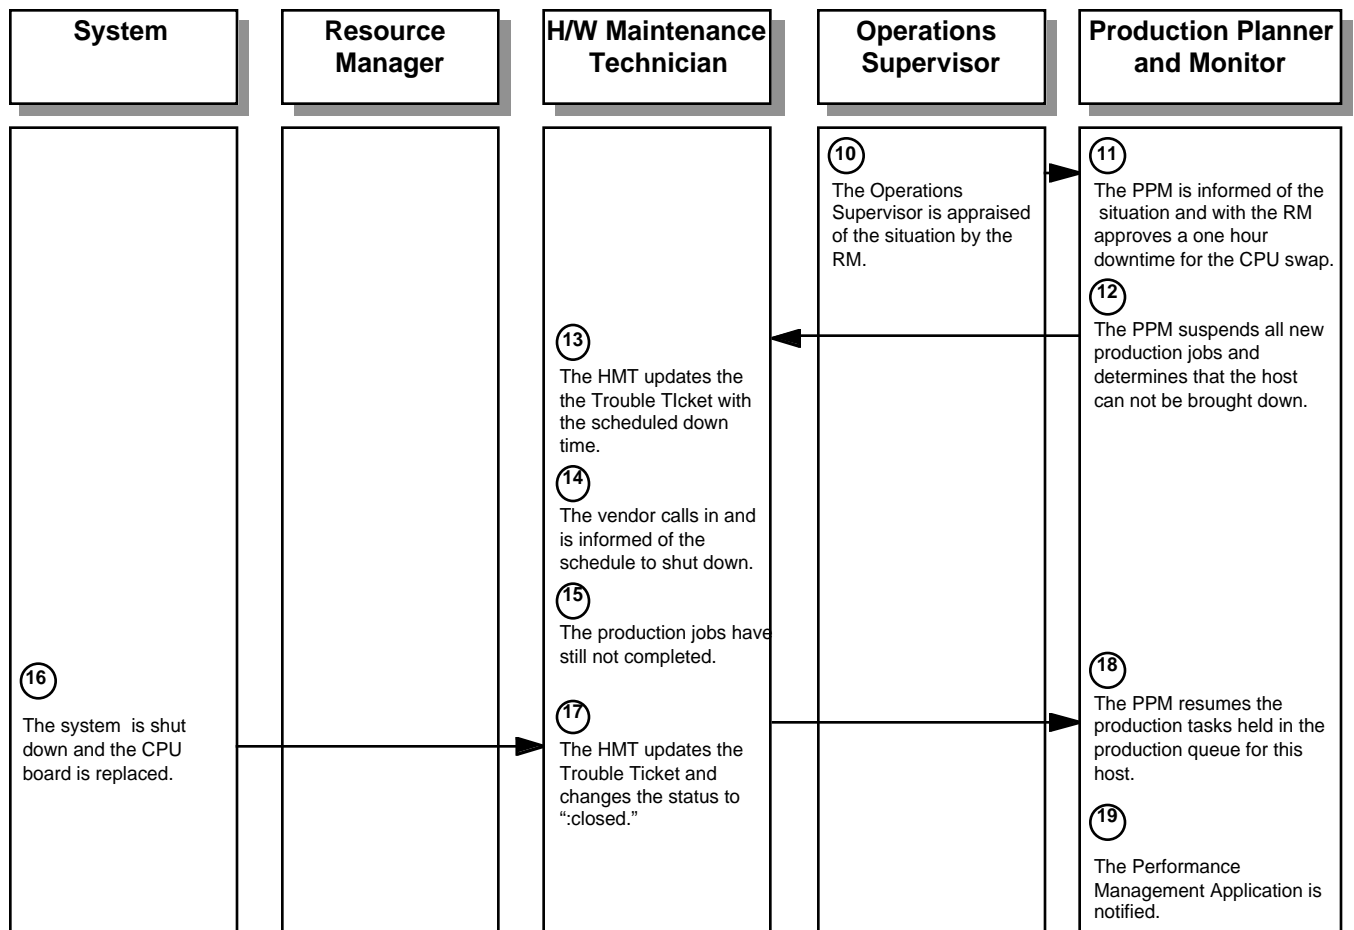 System
Resource
Manager
H/W Maintenance
Technician
Operations
Supervisor
Production Planner
and Monitor
10
The Operations
Supervisor is appraised
of the situation by the
RM.
11
The PPM is informed of the
situation and with the RM
approves a one hour
downtime for the CPU swap.
12
The PPM suspends all new
production jobs and
determines that the host
can not be brought down.
13
The HMT updates the
the Trouble TIcket with
the scheduled down
time.
14
The vendor calls in and
is informed of the
schedule to shut down.
15
The production jobs have
still not completed.
16
The system is shut
down and the CPU
board is replaced.
17
The HMT updates the
Trouble Ticket and
changes the status to
“:closed.”
18
The PPM resumes the
production tasks held in the
production queue for this
host.
19
The Performance
Management Application is
notified.